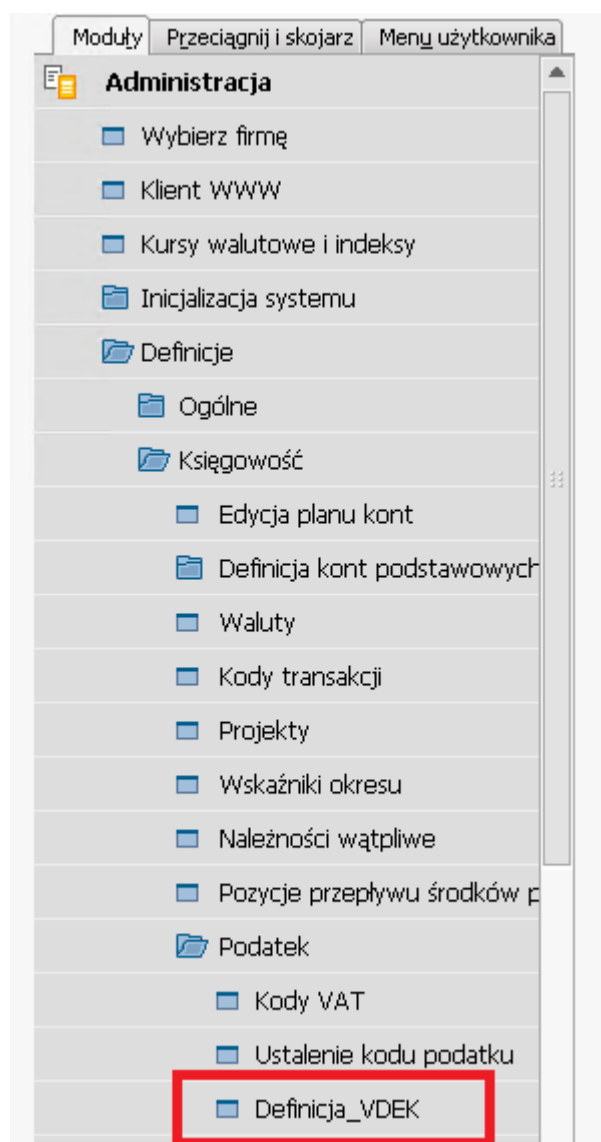 Moduły Przeciągnij i skojarz Menu użytkownika
Administracja
Wybierz firmę
Klient WWW
Kursy walutowe i indeksy
Inicjalizacja systemu
Definicje
Ogólne
Księgowość
Edycja planu kont
Definicja kont podstawowych
Waluty
Kody transakcji
Projekty
Wskaźniki okresu
Należności wątpliwe
Pozycje przepływu środków p
Podatek
Kody VAT
Ustalenie kodu podatku
Definicja_VDEK